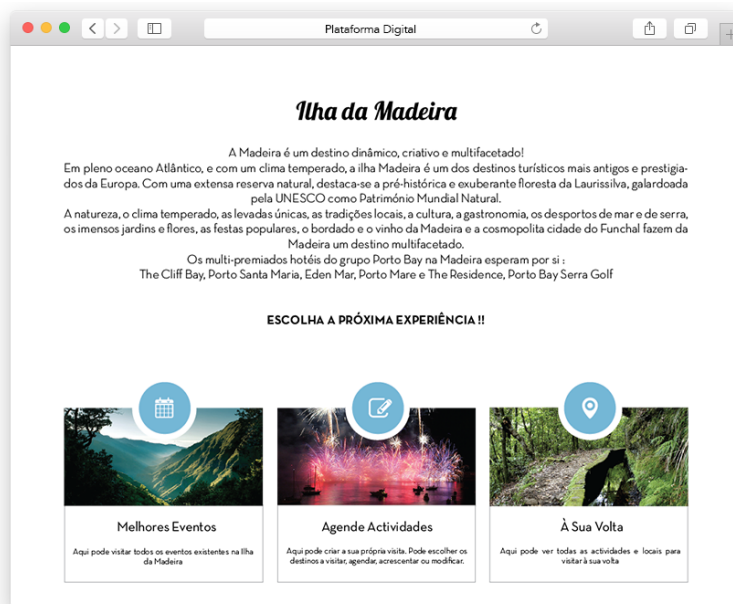 Plataforma Digital
Ilha da Madeira
A Madeira é um destino dinâmico, criativo e multifacetado!
Em pleno oceano Atlântico, e com um clima temperado, a ilha Madeira é um dos destinos turísticos mais antigos e prestigia-
dos da Europa. Com uma extensa reserva natural, destaca-se a pré-histórica e exuberante floresta da Laurissilva, galardoada
pela UNESCO como Património Mundial Natural.
A natureza, o clima temperado, as levadas únicas, as tradições locais, a cultura, a gastronomia, os desportos de mar e de serra,
os imensos jardins e flores, as festas populares, o bordado e o vinho da Madeira e a cosmopolita cidade do Funchal fazem da
Madeira um destino multifacetado.
Os multi-premiados hotéis do grupo Porto Bay na Madeira esperam por si :
The Cliff Bay, Porto Santa Maria, Eden Mar, Porto Mare e The Residence, Porto Bay Serra Golf
ESCOLHA A PRÓXIMA EXPERIÊNCIA !!
Melhores Eventos
Aqui pode visitar todos os eventos existentes na Ilha
da Madeira
Agende Actividades
Aqui pode criar a sua própria visita. Pode escolher os
destinos a visitar, agendar, acrescentar ou modificar.
À Sua Volta
Aqui pode ver todas as actividades e locais para
visitar à sua volta